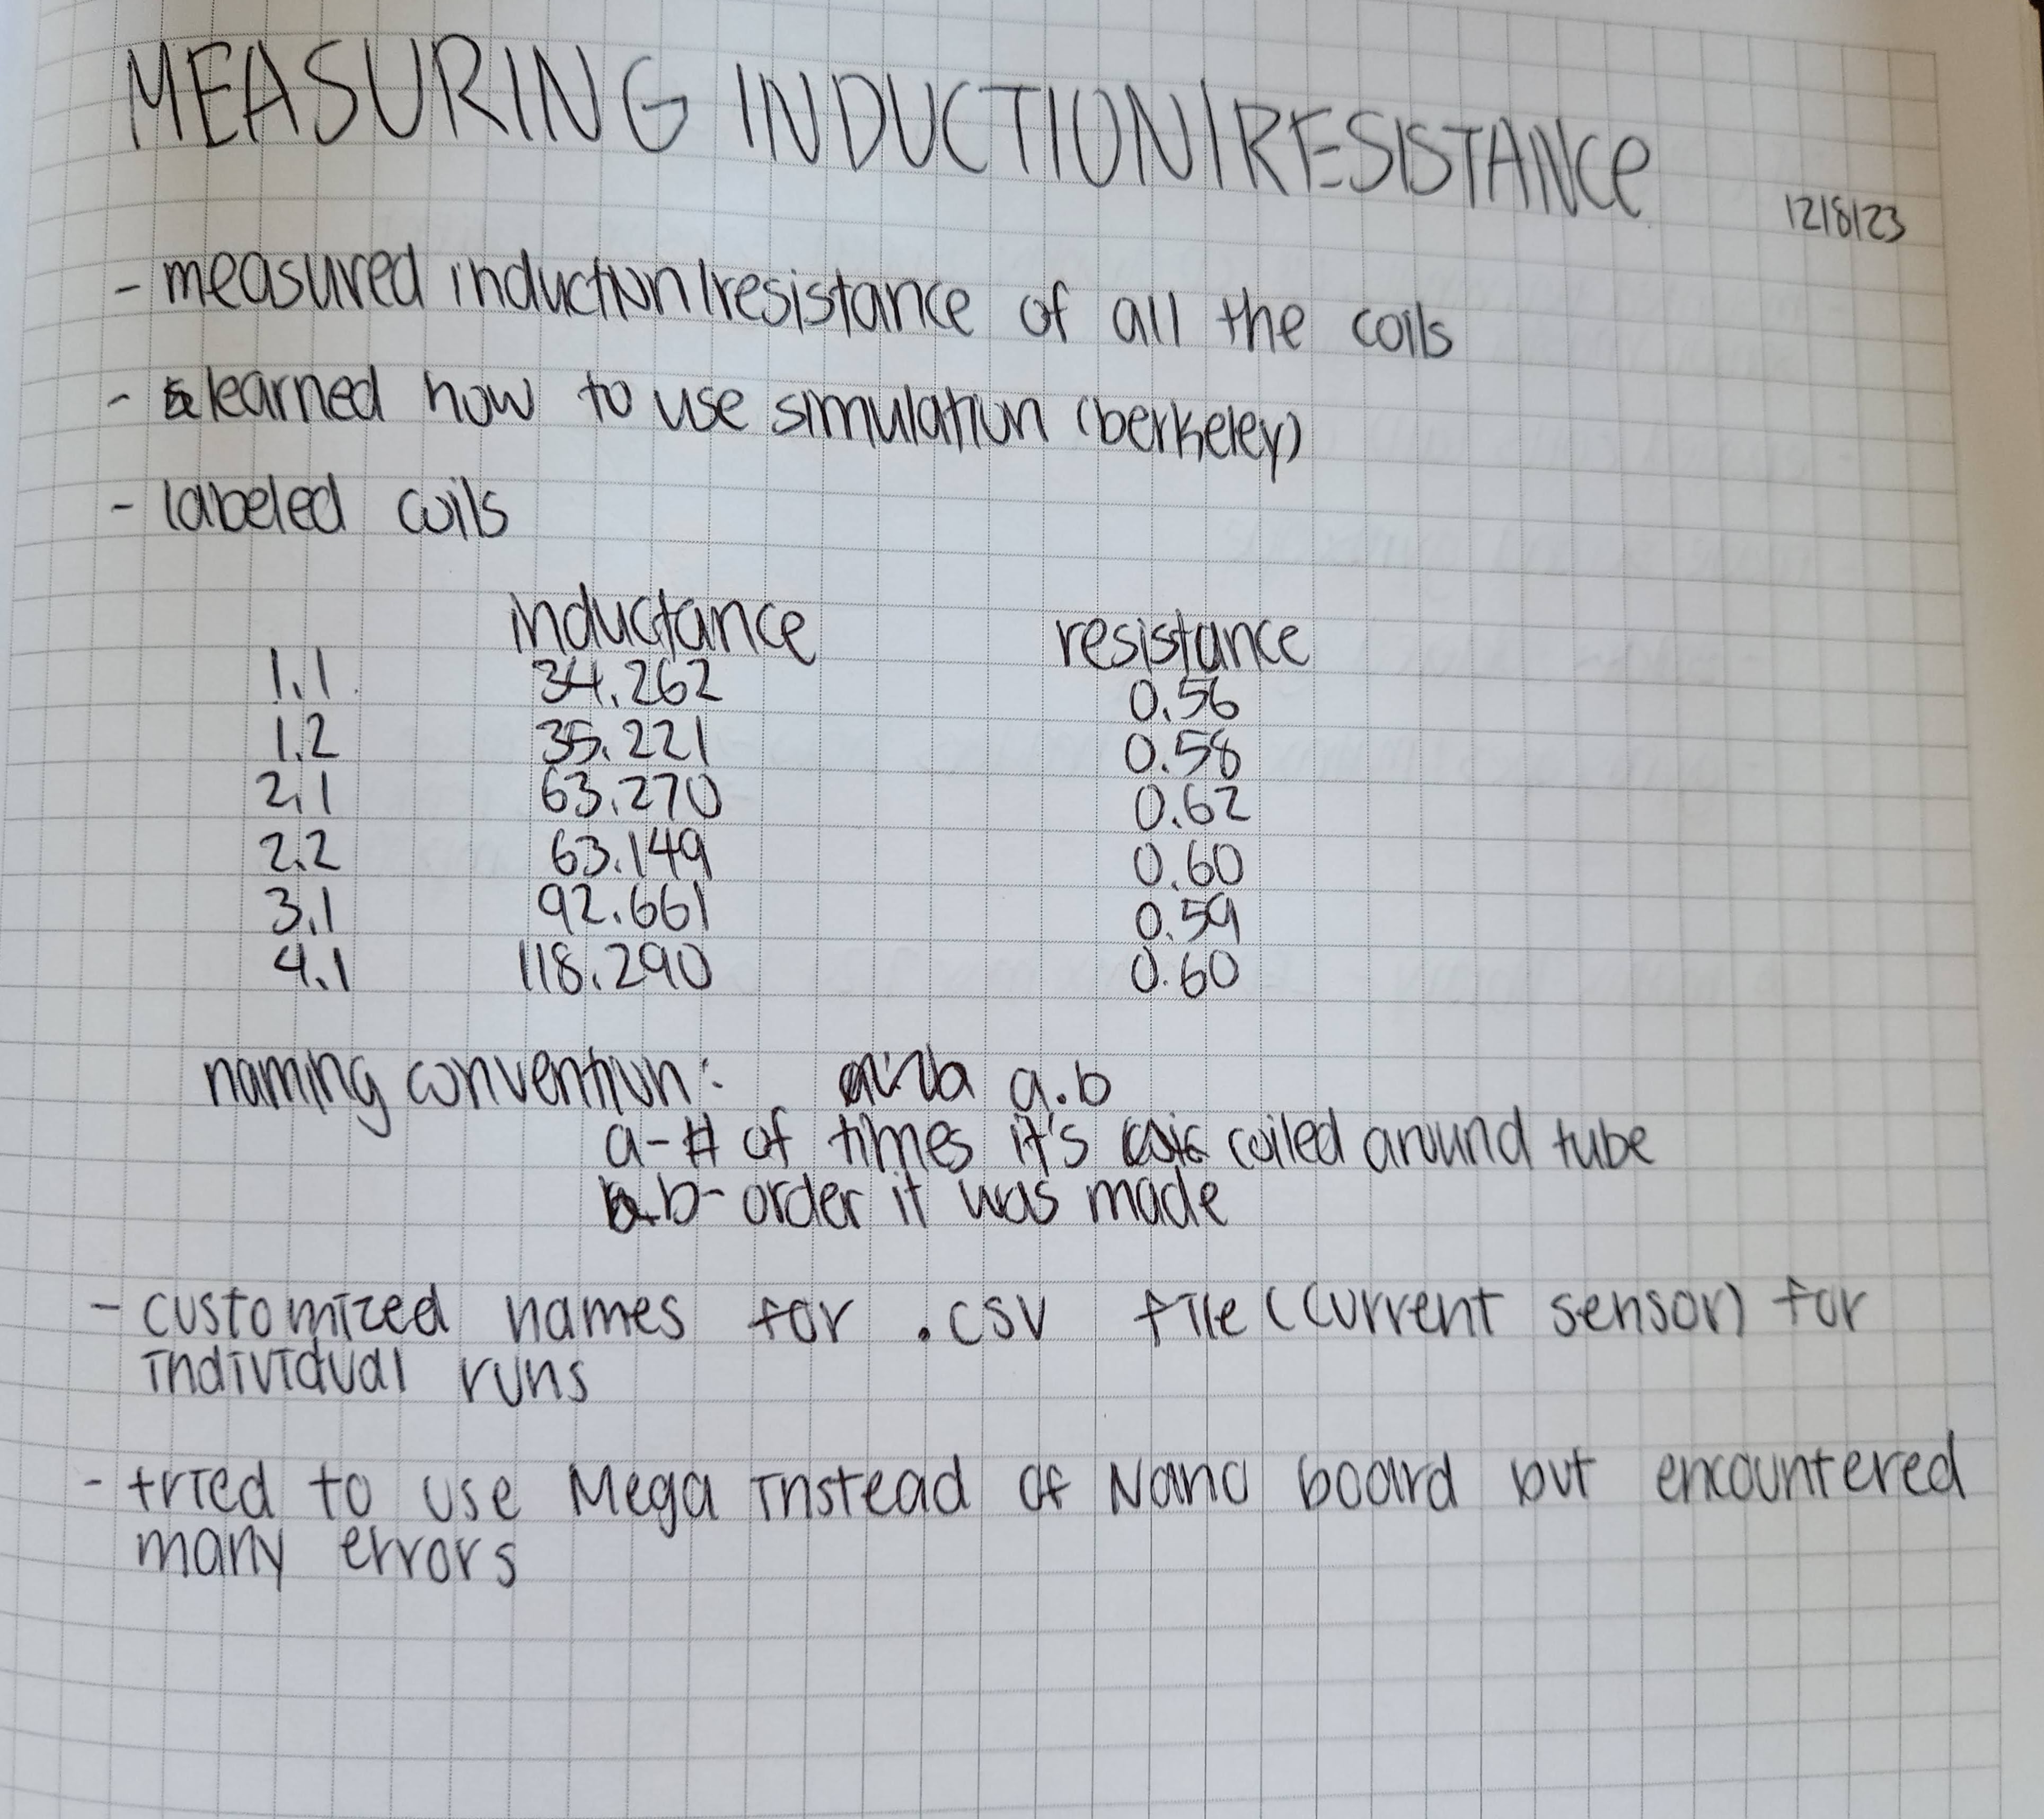 MEASURING INDUCTION/RESISTANCE
12/8/23
- measured induction/resistance of all the coils
- learned how to use simulation (berkeley)
- labeled coils
inductance resistance
1.1 34.262 0.56
1.2 35.221 0.58
2.1 63.270 0.62
2.2 63.149 0.60
3.1 92.661 0.59
4.1 118.290 0.60
naming convention: a.b
a - # of times it's coiled around tube
b - order it was made
- customized names for .csv file (current sensor) for
individual runs
- tried to use Mega instead of Nano board but encountered
many errors